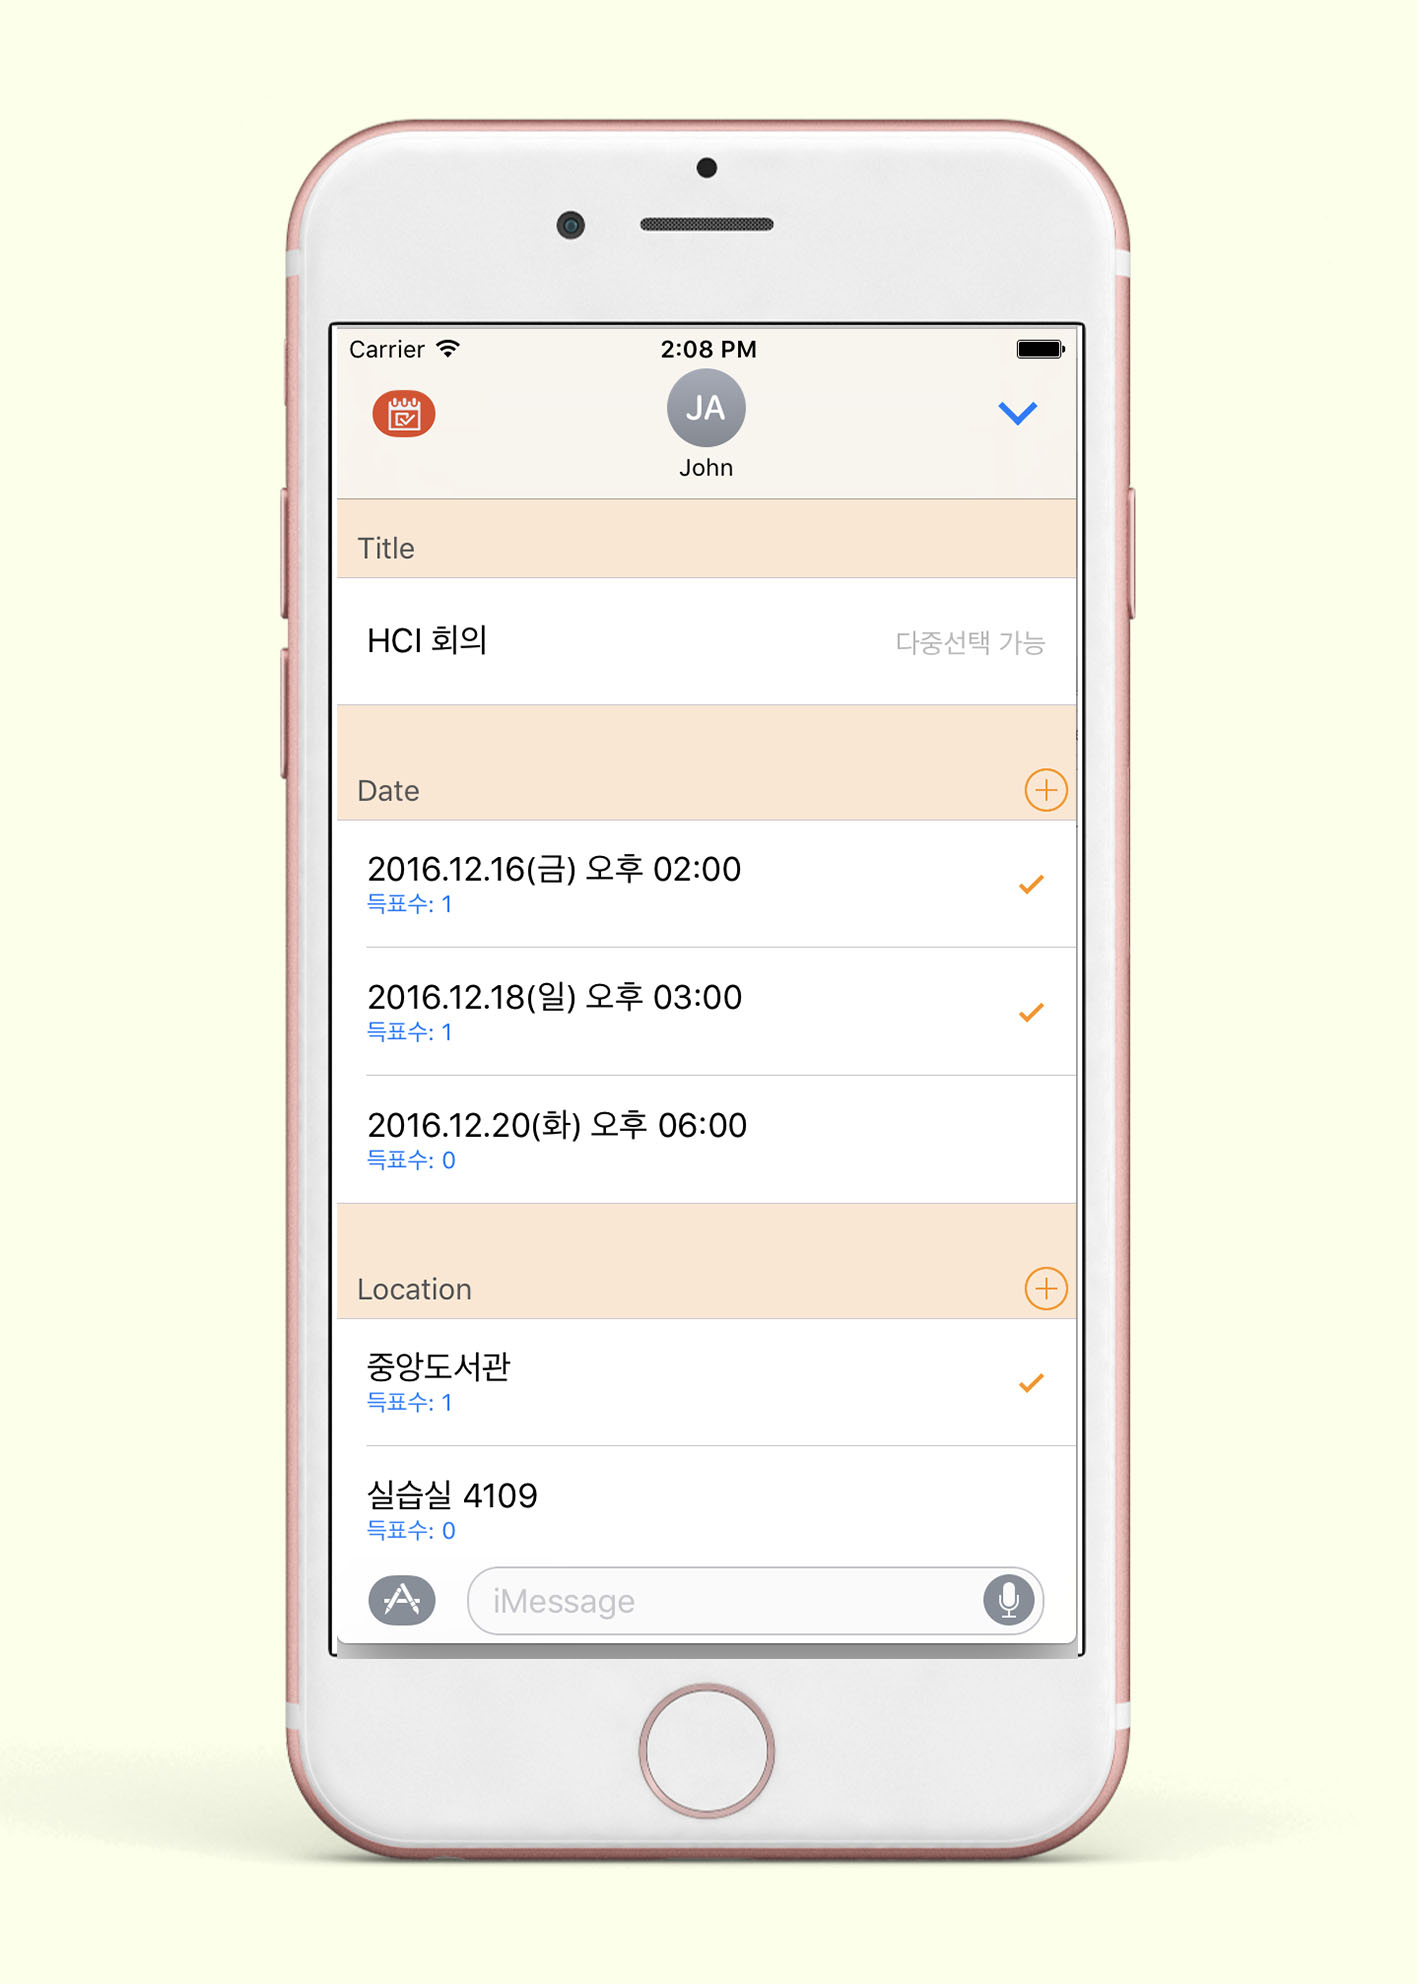 Carrier 2:08 PM
JA
John
Title
HCI 회의 다중선택 가능
Date
2016.12.16(금) 오후 02:00
득표수: 1
2016.12.18(일) 오후 03:00
득표수: 1
2016.12.20(화) 오후 06:00
득표수: 0
Location
중앙도서관
득표수: 1
실습실 4109
득표수: 0
iMessage